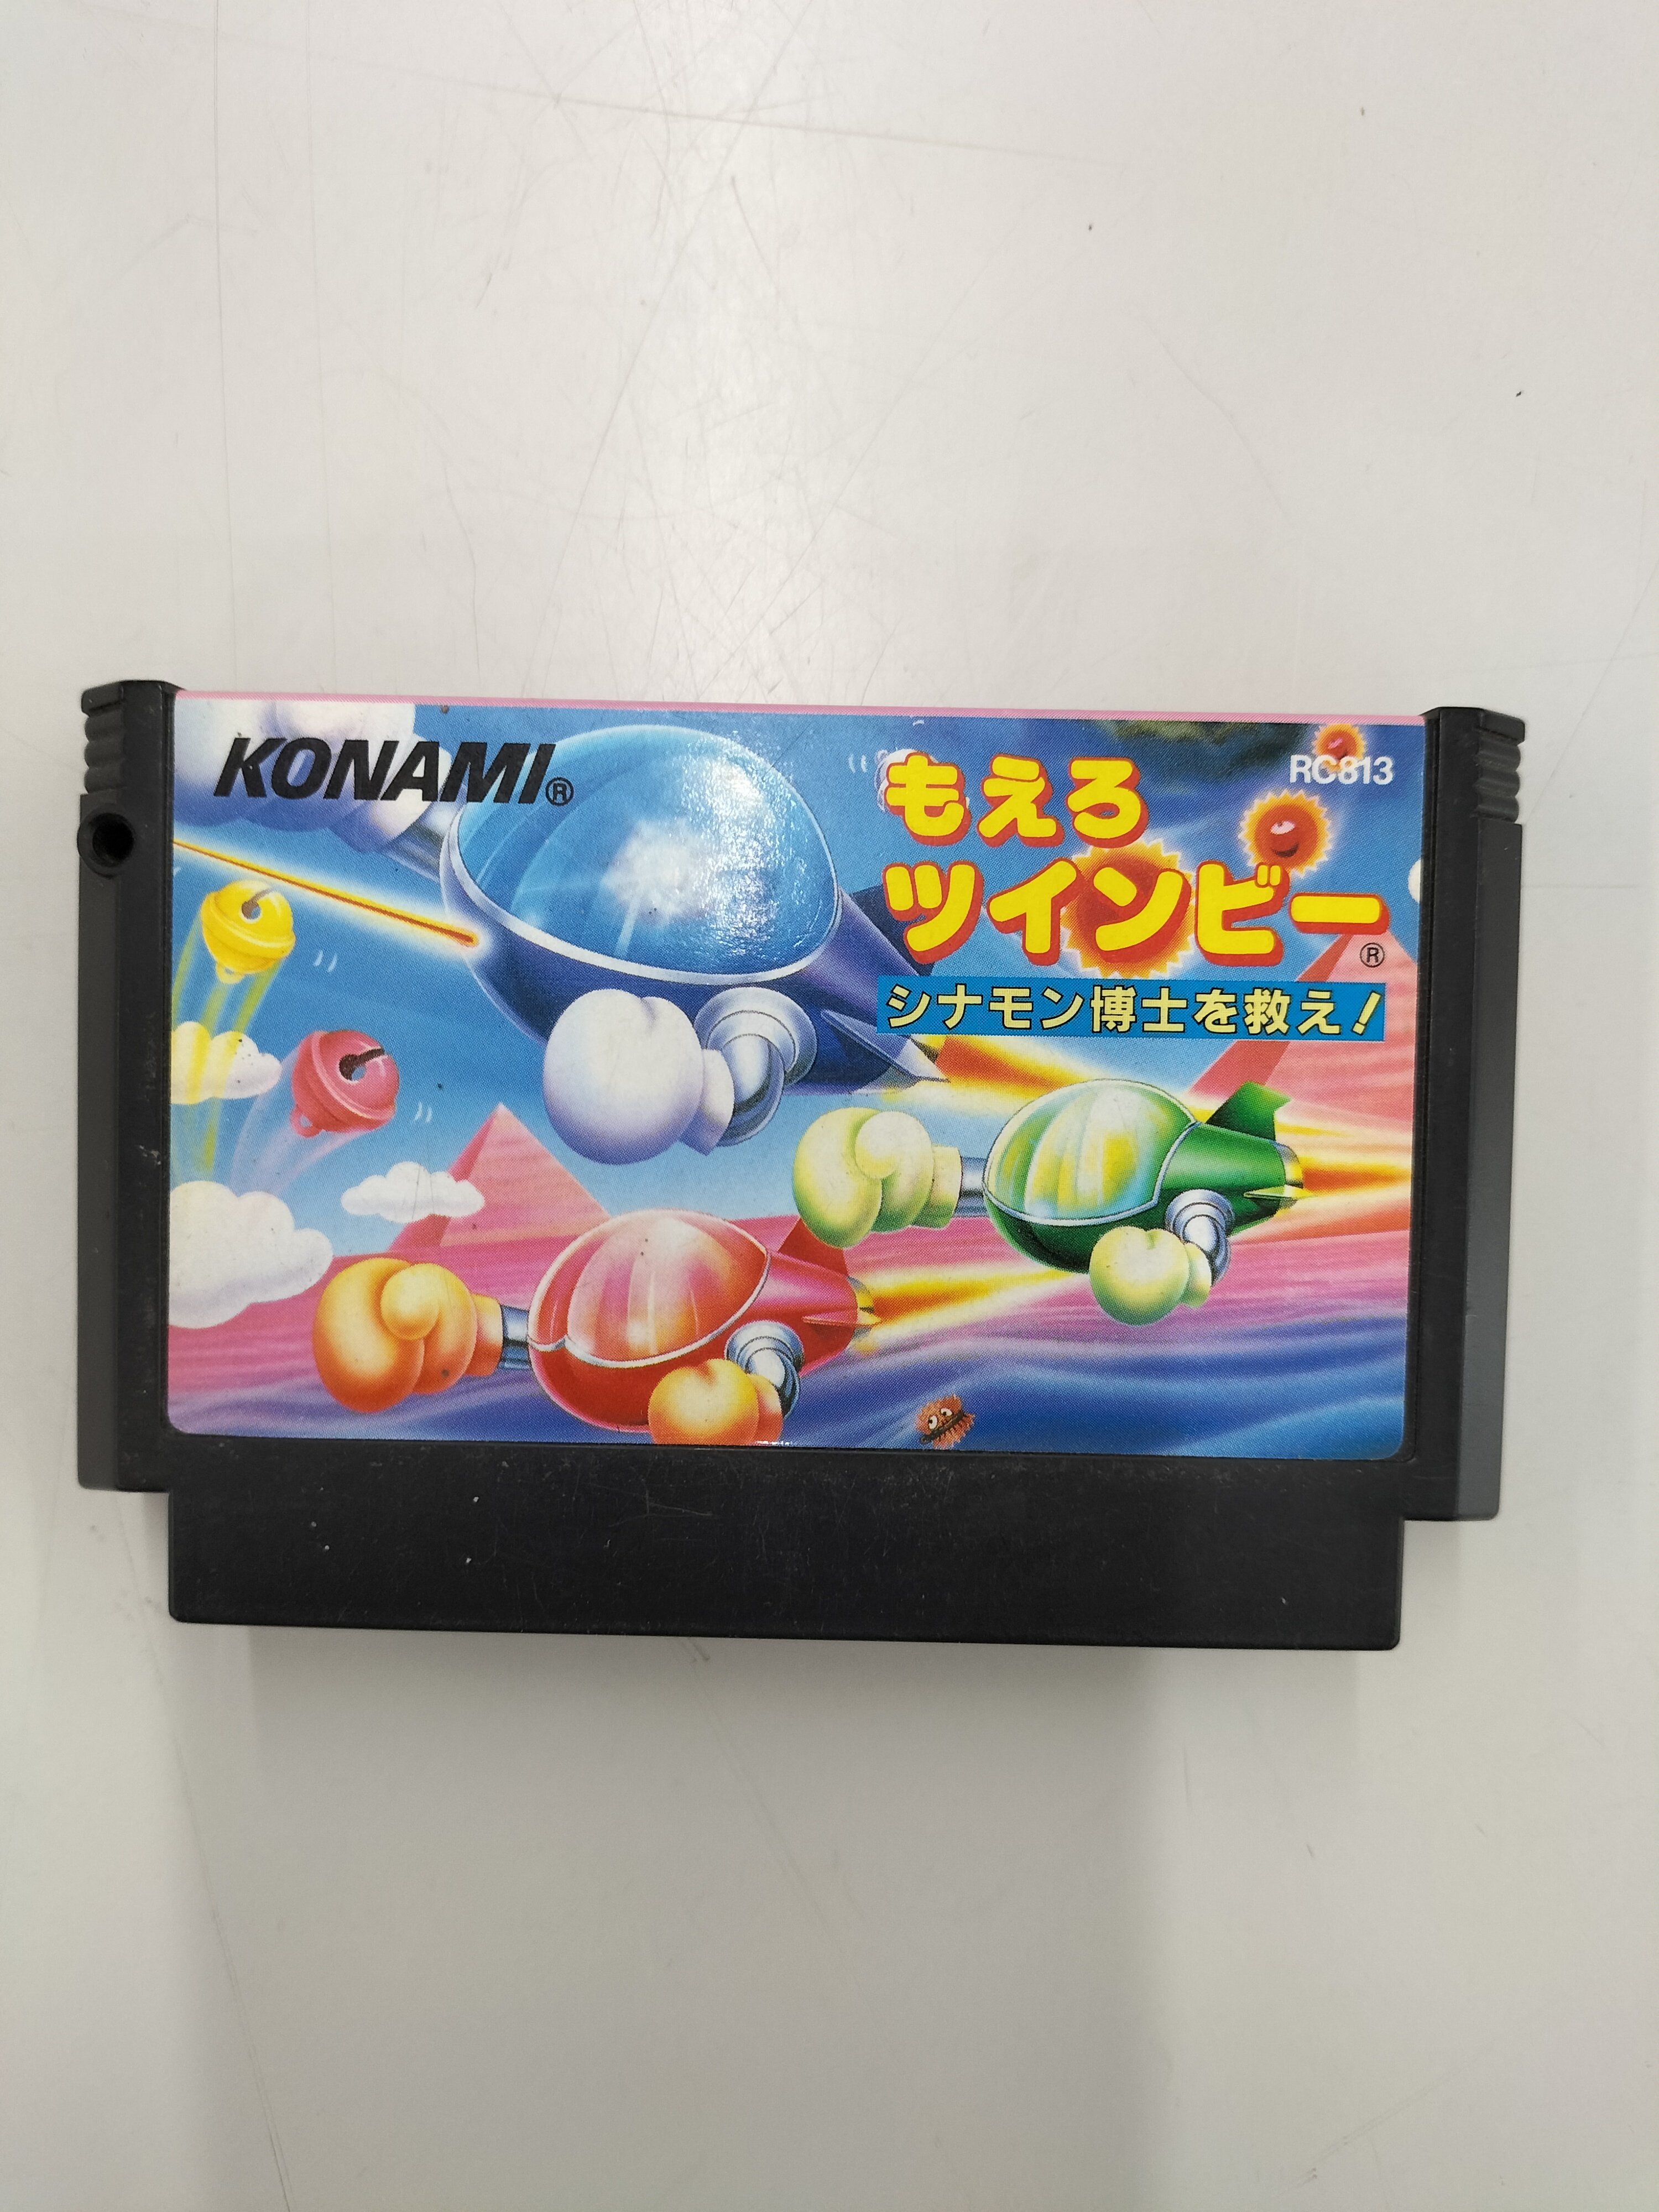 KONAMI®
RC813
もえろ
ツインビー®
シナモン博士を救え!